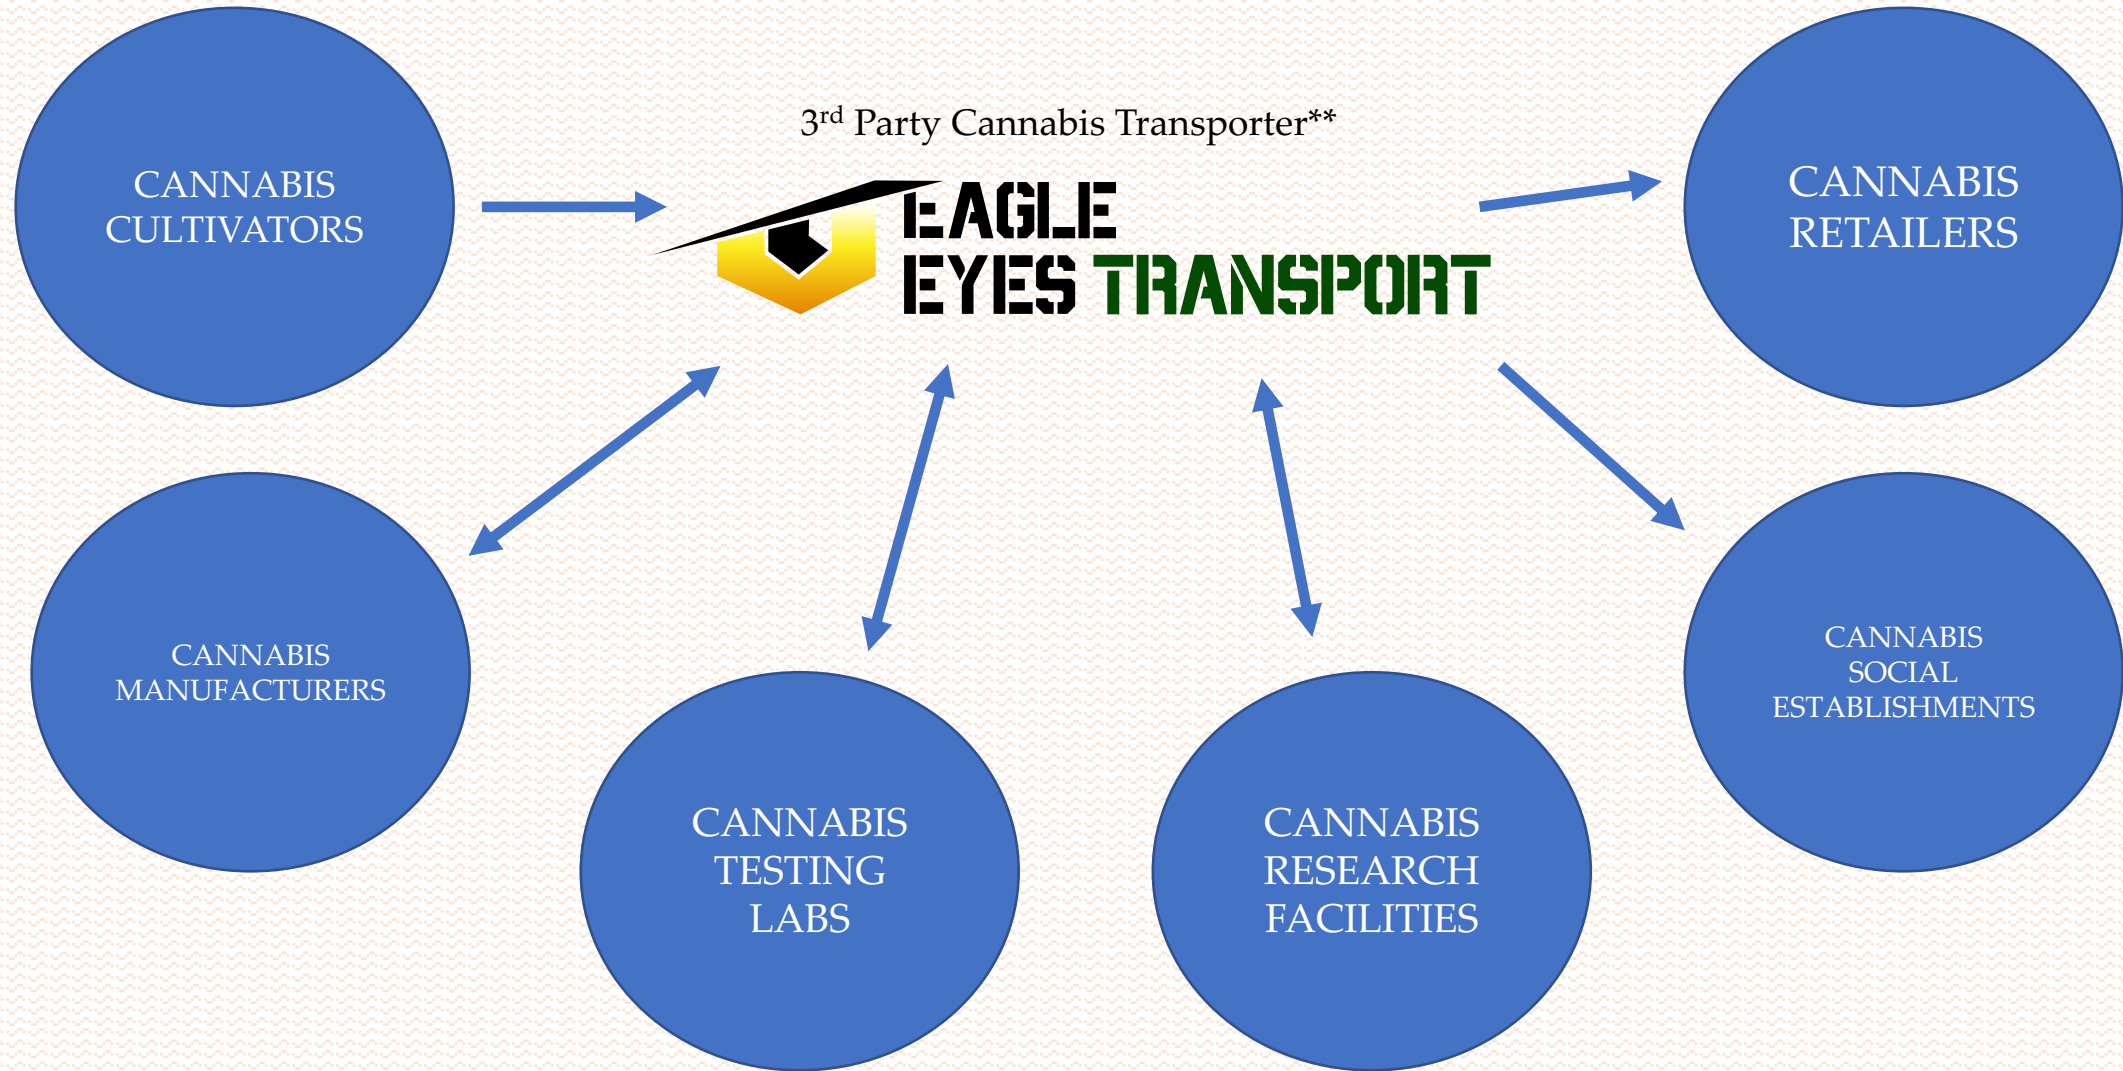 CANNABIS
CULTIVATORS
3rd Party Cannabis Transporter**
EAGLE
EYES TRANSPORT
CANNABIS
RETAILERS
CANNABIS
MANUFACTURERS
CANNABIS
TESTING
LABS
CANNABIS
RESEARCH
FACILITIES
CANNABIS
SOCIAL
ESTABLISHMENTS